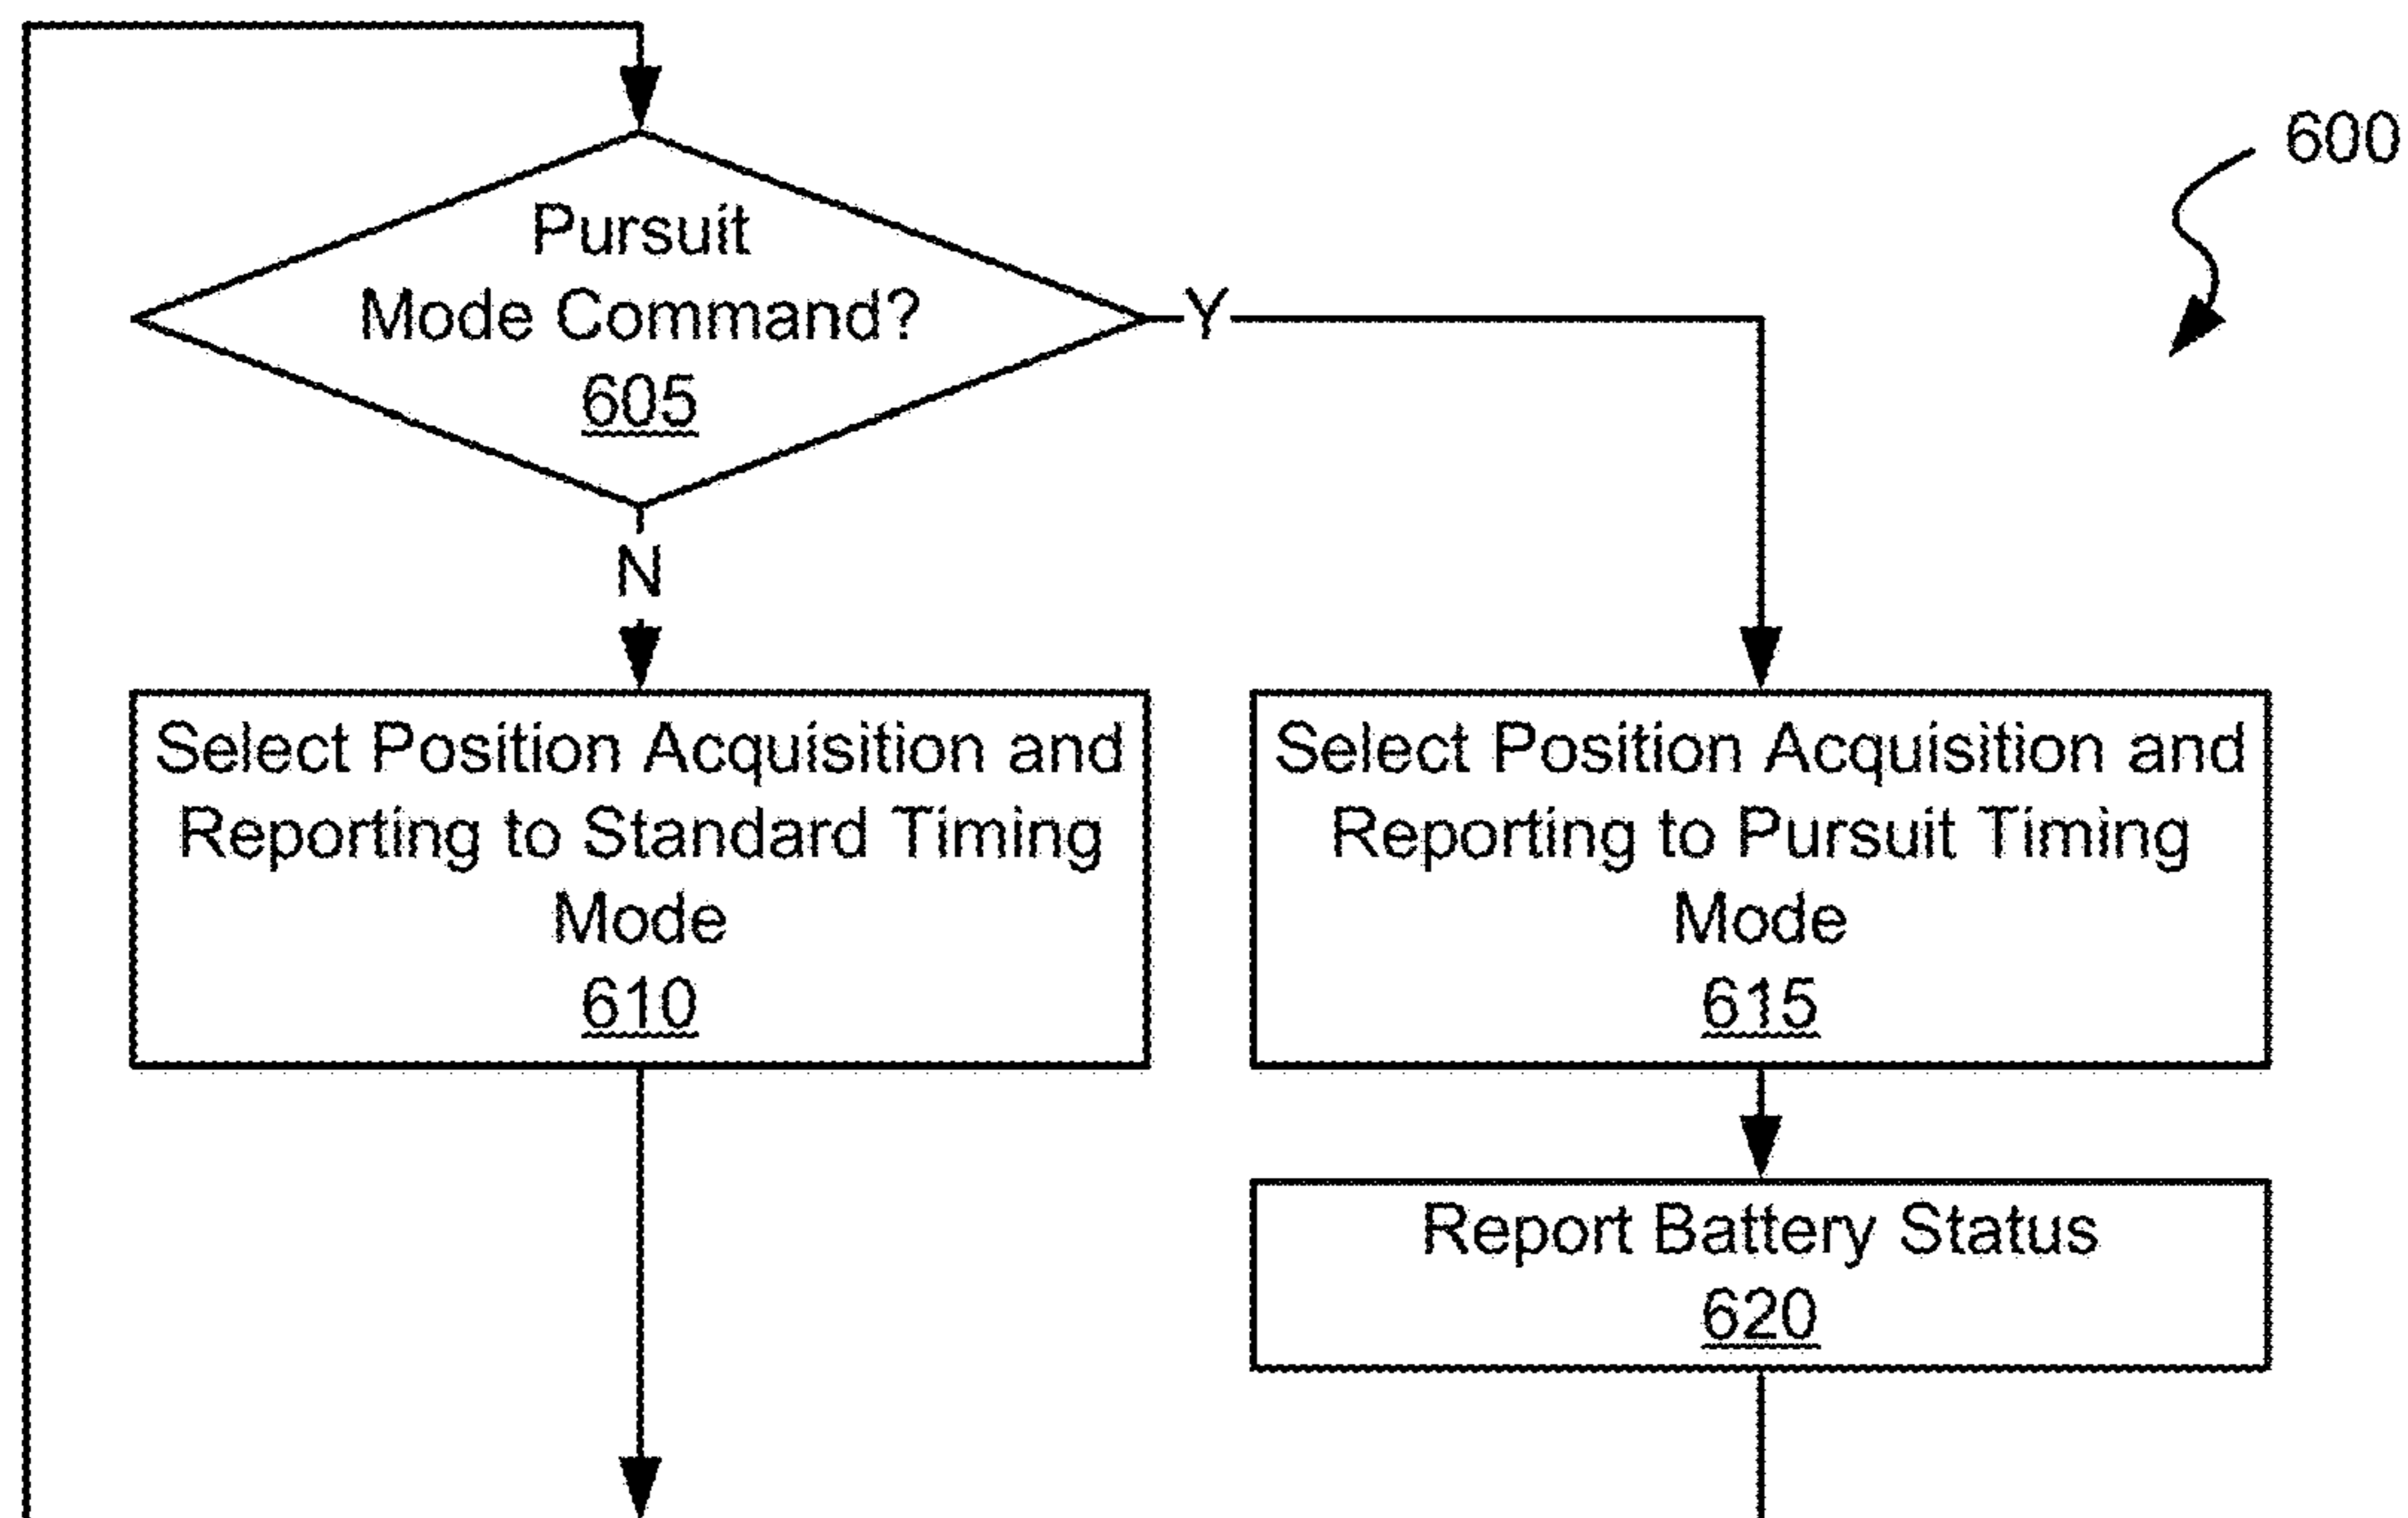 600
Pursuit
Mode Command?
605
Y
N
Select Position Acquisition and
Reporting to Standard Timing
Mode
610
Select Position Acquisition and
Reporting to Pursuit Timing
Mode
615
Report Battery Status
620